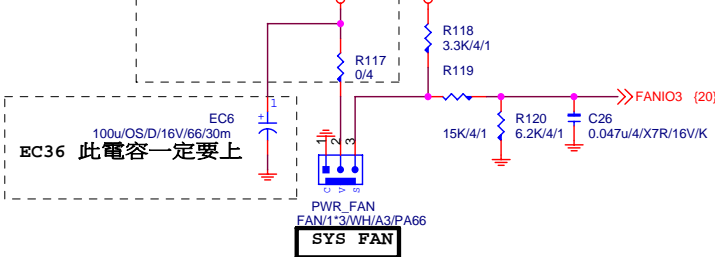 R118
3.3K/4/1
R117
0/4
R119
FANIO3 {20}
1
EC6
+
100u/OS/D/16V/66/30m
EC36 此電容一定要上
15K/4/1
R120
6.2K/4/1
C26
0.047u/4/X7R/16V/K
1
2
3
C
V
S
PWR_FAN
FAN/1*3/WH/A3/PA66
SYS FAN